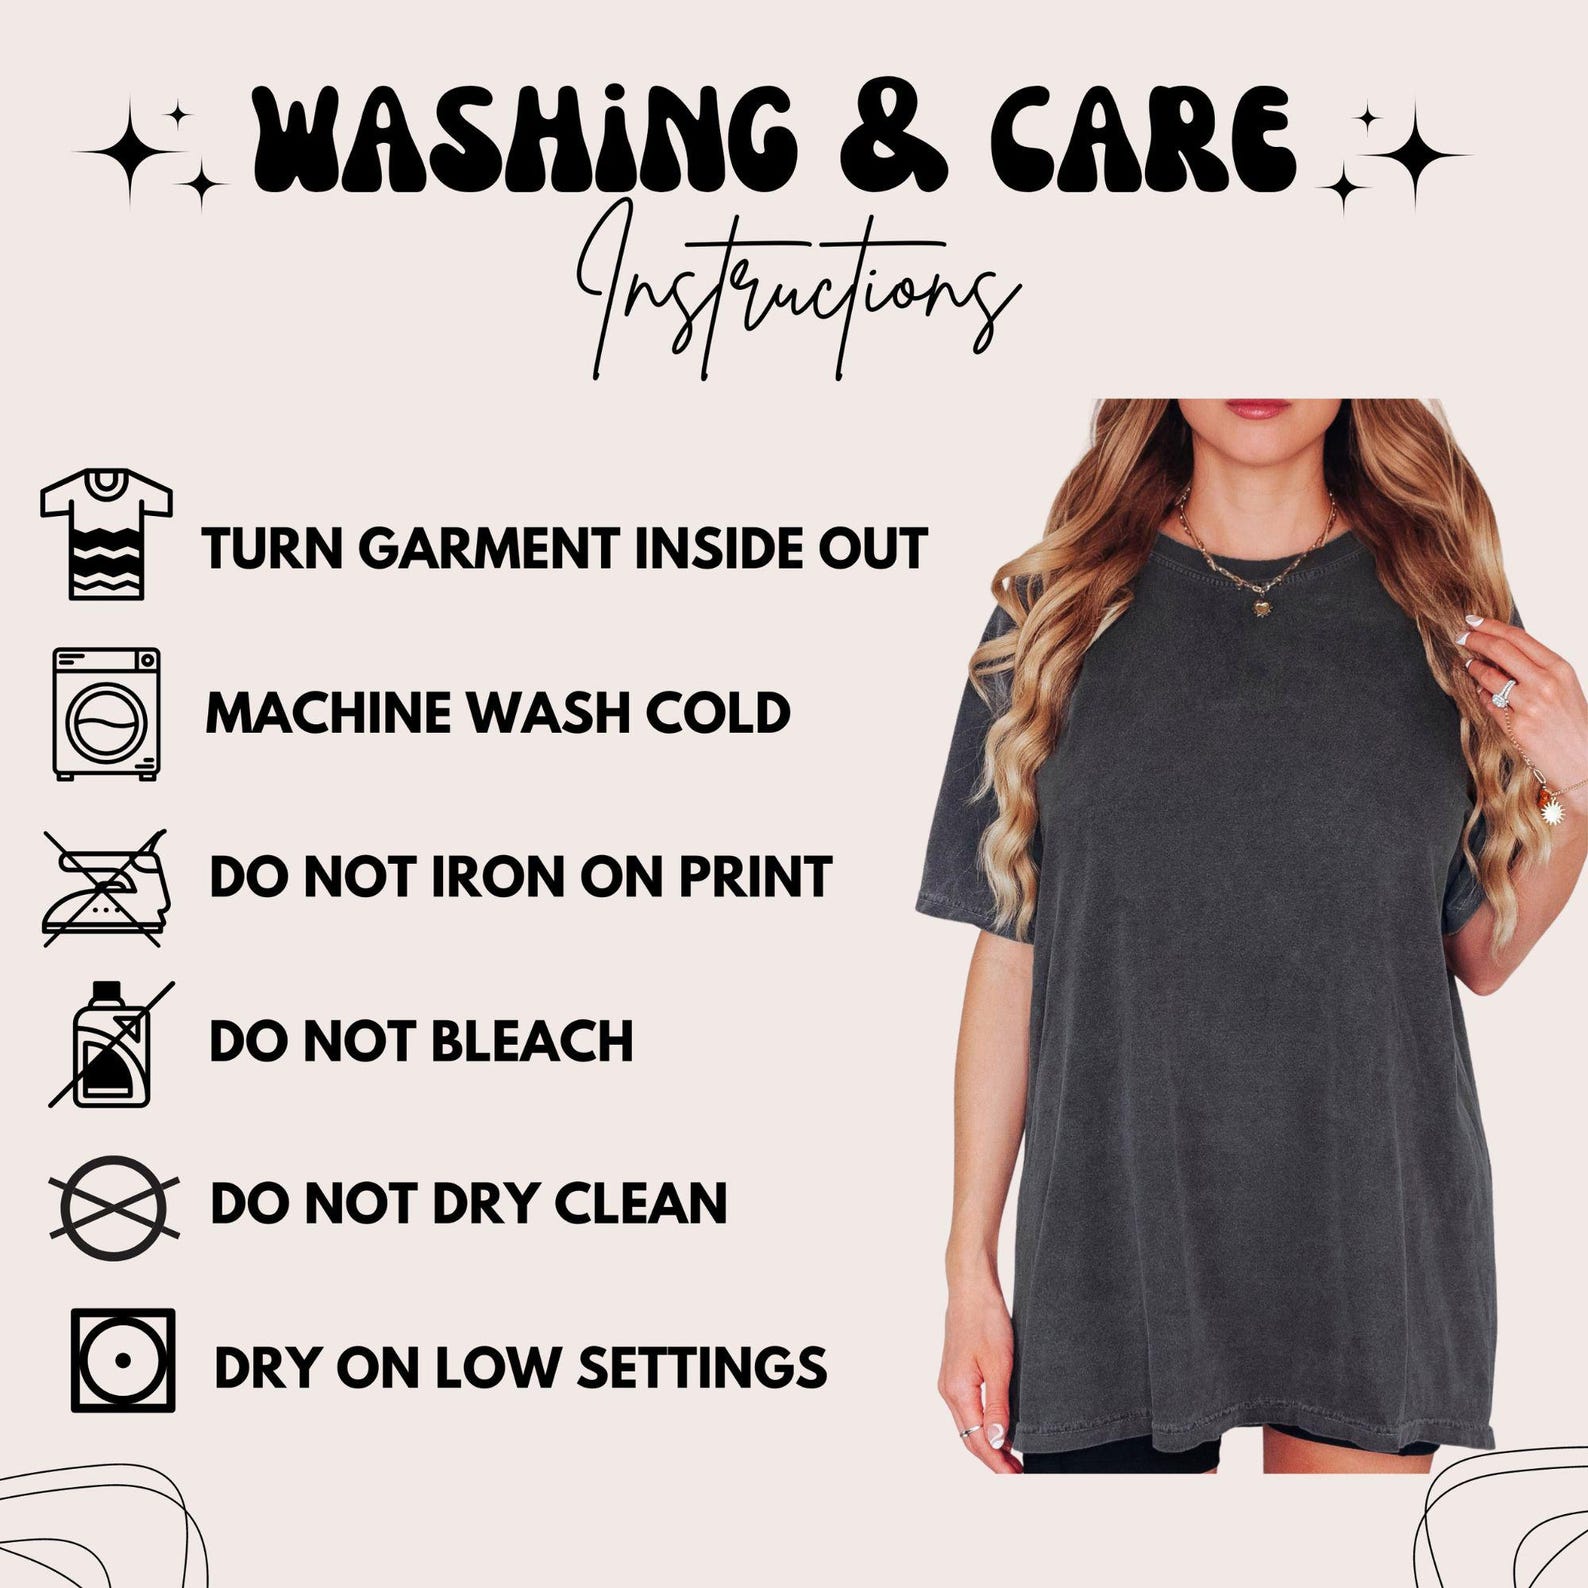 WASHiNG & CARE
Instructions
TURN GARMENT INSIDE OUT
MACHINE WASH COLD
DO NOT IRON ON PRINT
DO NOT BLEACH
DO NOT DRY CLEAN
DRY ON LOW SETTINGS